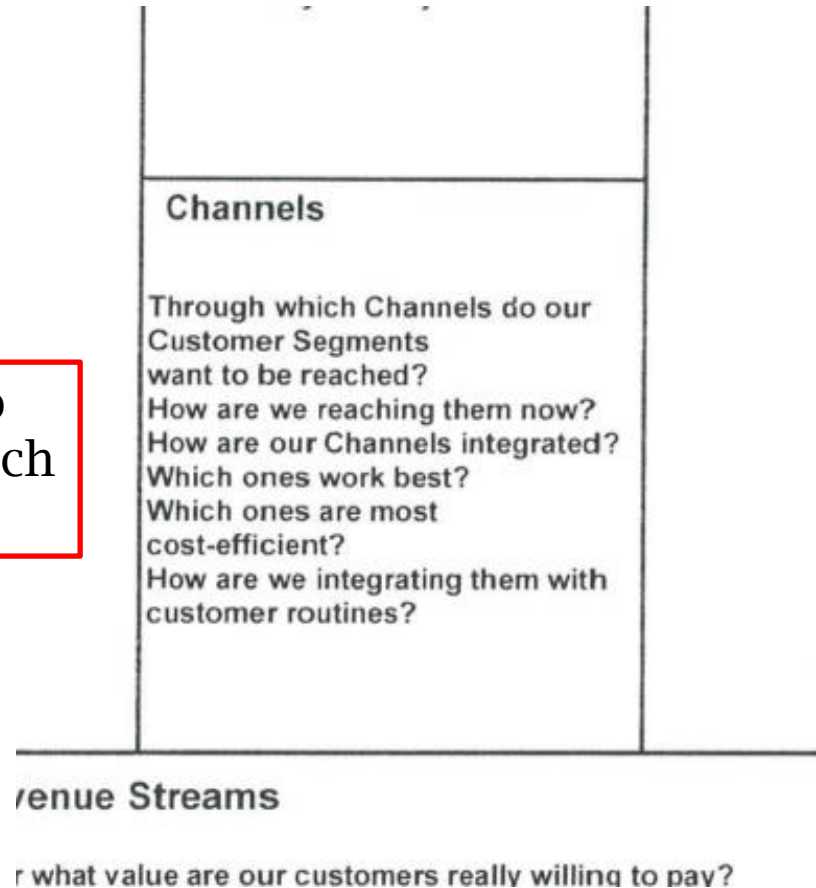 Channels
Through which Channels do our
Customer Segments
want to be reached?
How are we reaching them now?
How are our Channels integrated?
ch
Which ones work best?
Which ones are most
cost-efficient?
How are we integrating them with
customer routines?
venue Streams
r what value are our customers really willing to pay?